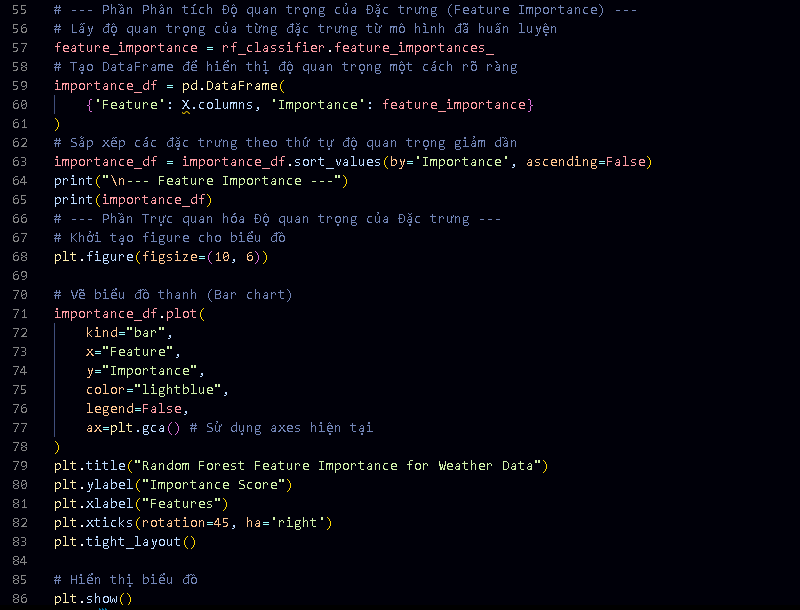 55 # --- Phần Phân tích Độ quan trọng của Đặc trưng (Feature Importance) ---
56 # Lấy độ quan trọng của từng đặc trưng từ mô hình đã huấn luyện
57 feature_importance = rf_classifier.feature_importances_
58 # Tạo DataFrame để hiển thị độ quan trọng một cách rõ ràng
59 importance_df = pd.DataFrame(
60     {'Feature': X.columns, 'Importance': feature_importance}
61 )
62 # Sắp xếp các đặc trưng theo thứ tự độ quan trọng giảm dần
63 importance_df = importance_df.sort_values(by='Importance', ascending=False)
64 print("\n--- Feature Importance ---")
65 print(importance_df)
66 # --- Phần Trực quan hóa Độ quan trọng của Đặc trưng ---
67 # Khởi tạo figure cho biểu đồ
68 plt.figure(figsize=(10, 6))
69
70 # Vẽ biểu đồ thanh (Bar chart)
71 importance_df.plot(
72     kind="bar",
73     x="Feature",
74     y="Importance",
75     color="lightblue",
76     legend=False,
77     ax=plt.gca() # Sử dụng axes hiện tại
78 )
79 plt.title("Random Forest Feature Importance for Weather Data")
80 plt.ylabel("Importance Score")
81 plt.xlabel("Features")
82 plt.xticks(rotation=45, ha='right')
83 plt.tight_layout()
84
85 # Hiển thị biểu đồ
86 plt.show()